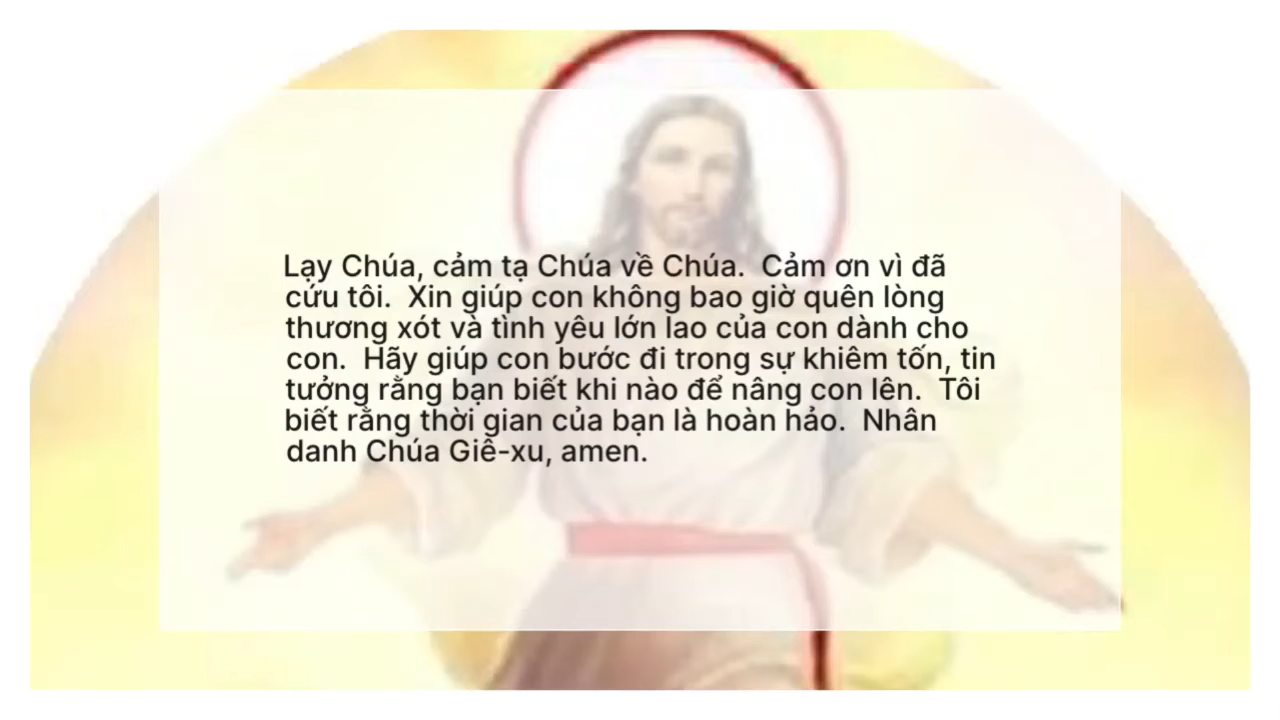 Lạy Chúa, cảm tạ Chúa về Chúa.  Cảm ơn vì đã
cứu tôi.  Xin giúp con không bao giờ quên lòng
thương xót và tình yêu lớn lao của con dành cho
con.  Hãy giúp con bước đi trong sự khiêm tốn, tin
tưởng rằng bạn biết khi nào để nâng con lên.  Tôi
biết rằng thời gian của bạn là hoàn hảo.  Nhân
danh Chúa Giê-xu, amen.